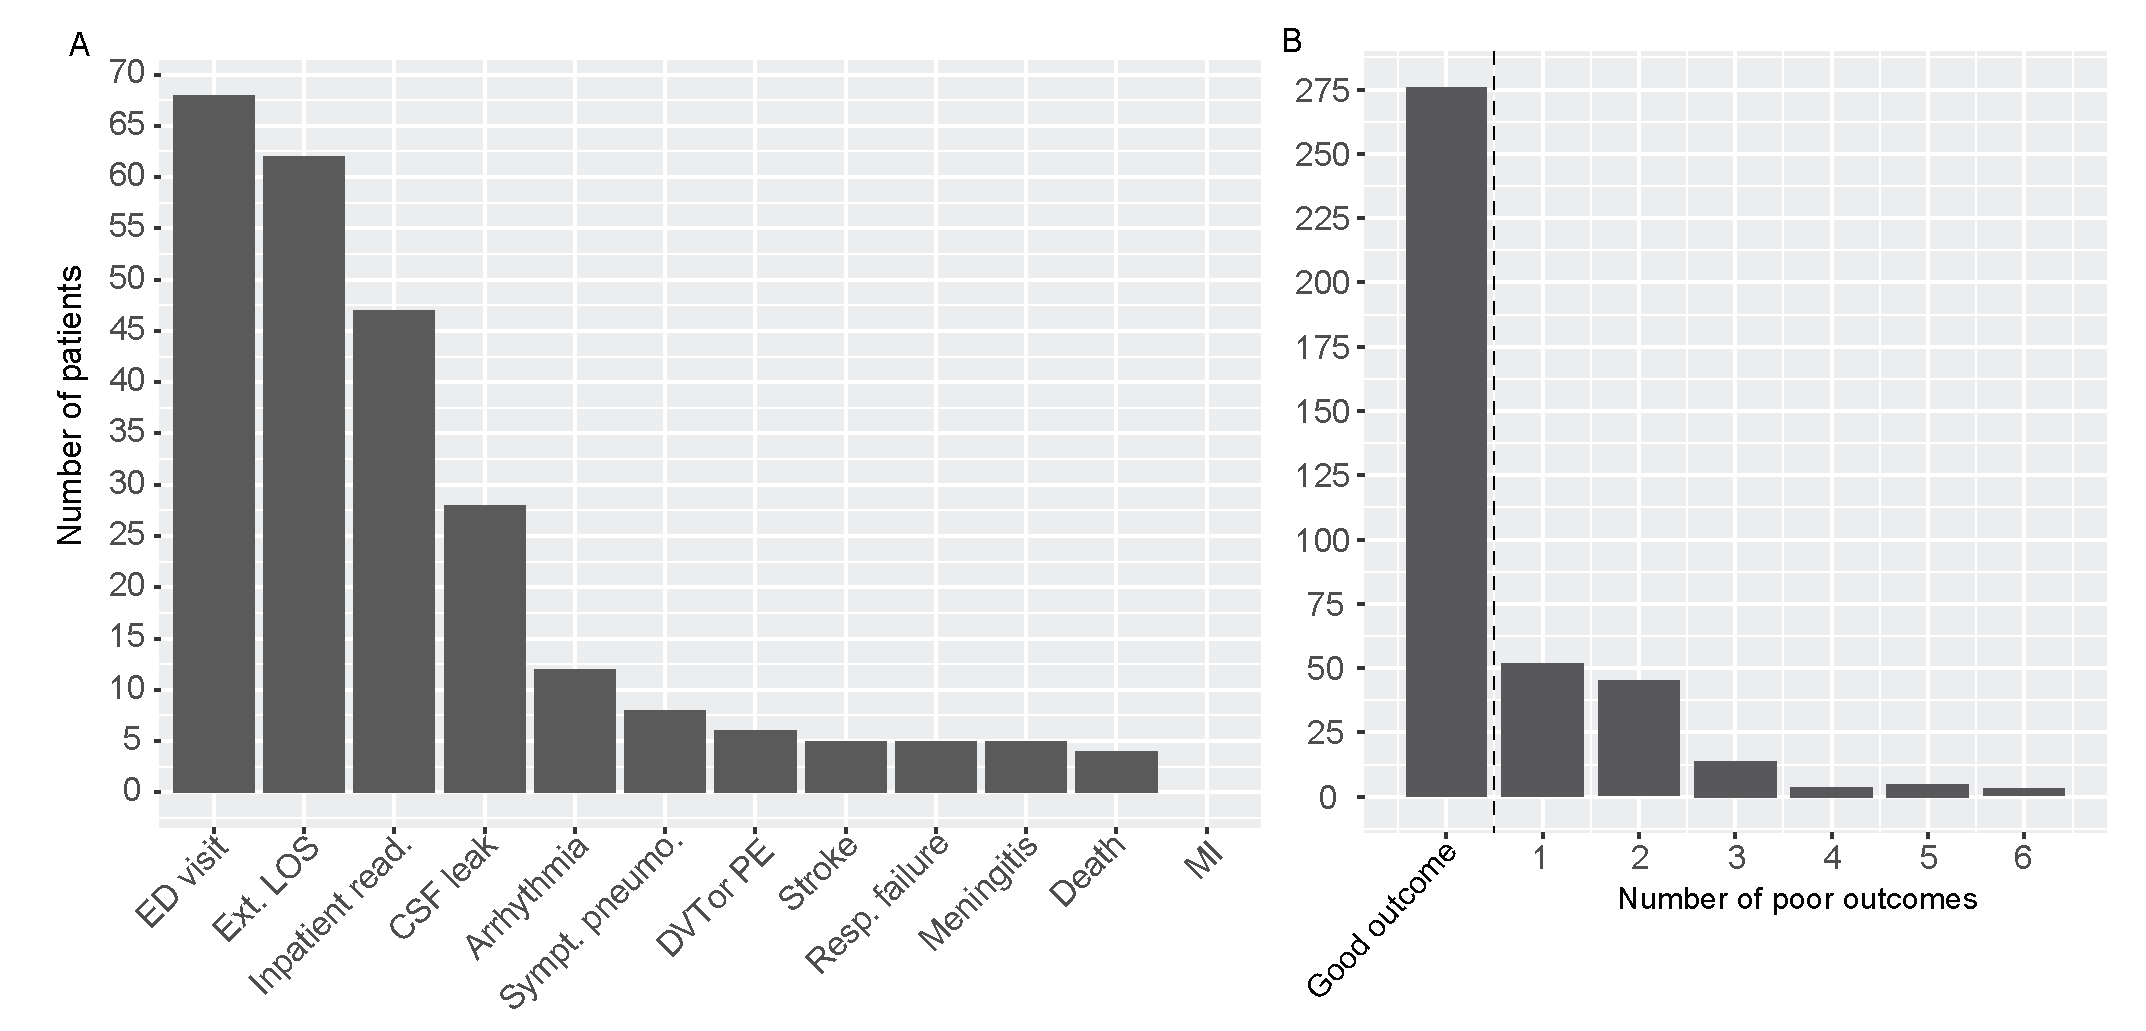 A
Number of patients
70
65
60
55
50
45
40
35
30
25
20
15
10
5
0
ED visit
Ext. LOS
Inpatient read.
CSF leak
Arrhythmia
Sympt. pneumo.
DVTor PE
Stroke
Resp. failure
Meningitis
Death
MI
B
275
250
225
200
175
150
125
100
75
50
25
0
Good outcome
1 2 3 4 5 6
Number of poor outcomes